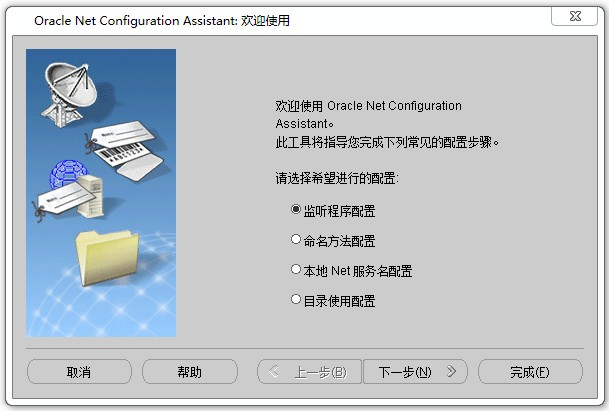 Oracle Net Configuration Assistant: 欢迎使用
欢迎使用 Oracle Net Configuration
Assistant。
此工具将指导您完成下列常见的配置步骤。
请选择希望进行的配置:
监听程序配置
命名方法配置
本地 Net 服务名配置
目录使用配置
取消
帮助
上一步(B)
下一步(N)
完成(F)